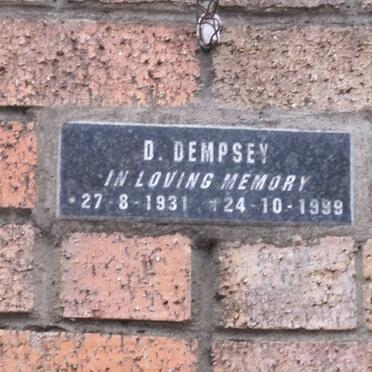 D. DEMPSEY
IN LOVING MEMORY
*27-8-1931 +24-10-1999